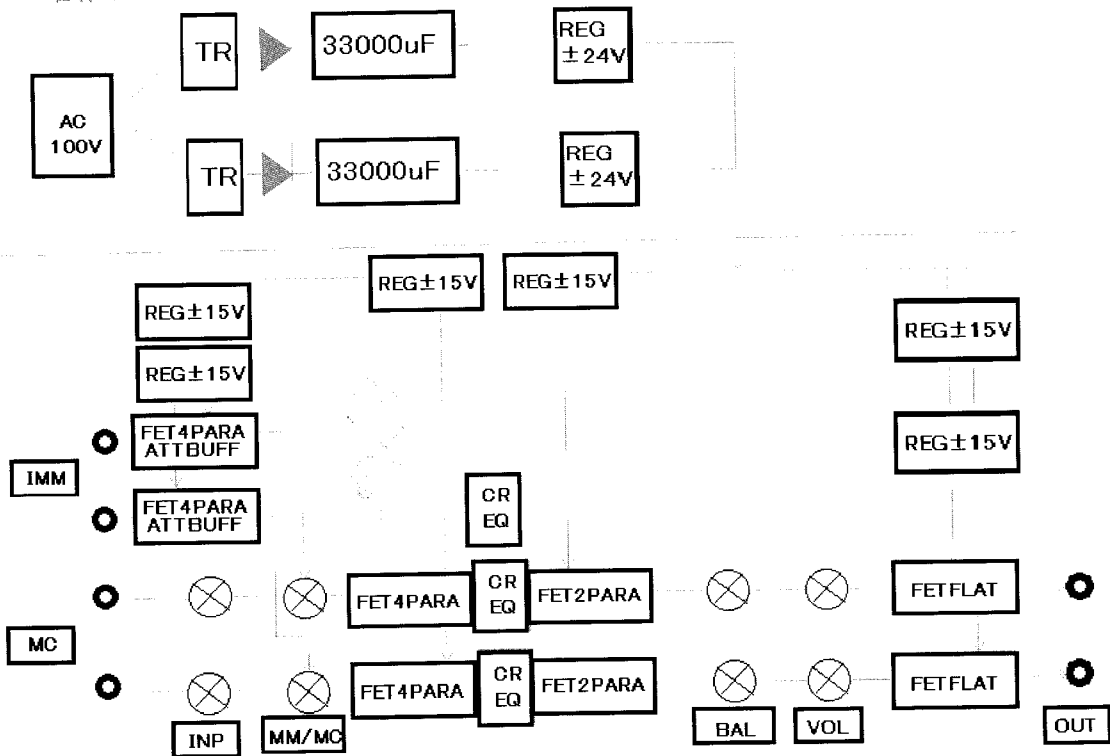 TR
33000uF
REG
±24V
AC
100V
TR
33000uF
REG
±24V
REG±15V
REG±15V
REG±15V
REG±15V
REG±15V
FET4PARA
ATTBUFF
REG±15V
IMM
FET4PARA
ATTBUFF
CR
EQ
FET4PARA
CR
EQ
FET2PARA
FETFLAT
MC
FET4PARA
CR
EQ
FET2PARA
FETFLAT
INP
MM/MC
BAL
VOL
OUT